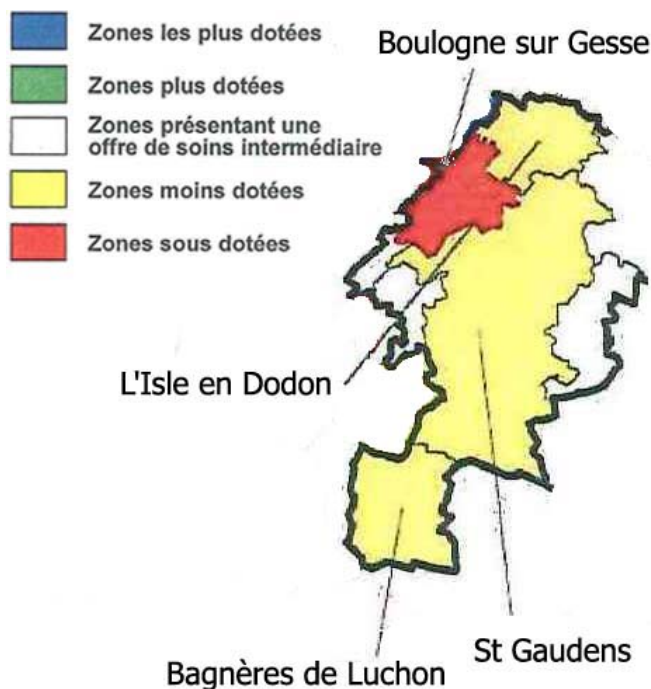 Zones les plus dotées
Zones plus dotées
Zones présentant une
offre de soins intermédiaire
Zones moins dotées
Zones sous dotées
Boulogne sur Gesse
L'Isle en Dodon
St Gaudens
Bagnères de Luchon